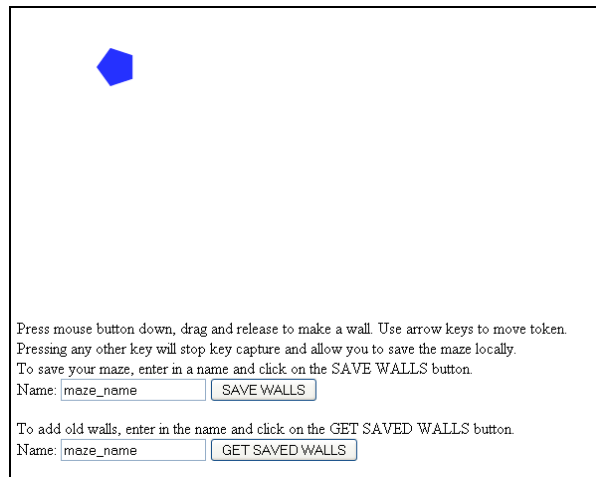 Press mouse button down, drag and release to make a wall. Use arrow keys to move token.
Pressing any other key will stop key capture and allow you to save the maze locally.
To save your maze, enter in a name and click on the SAVE WALLS button.
Name: maze_name SAVE WALLS
To add old walls, enter in the name and click on the GET SAVED WALLS button.
Name: maze_name GET SAVED WALLS